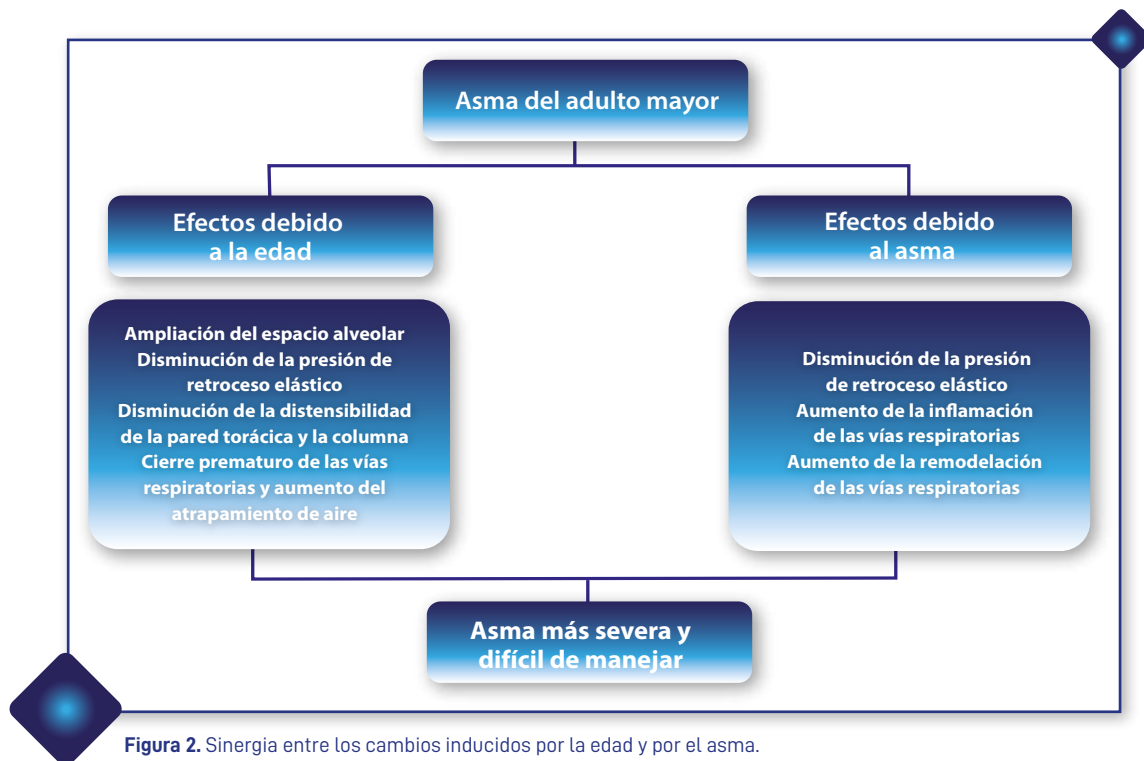 Asma del adulto mayor
Efectos debido
a la edad
Efectos debido
al asma
Ampliación del espacio alveolar
Disminución de la presión de
retroceso elástico
Disminución de la distensibilidad
de la pared torácica y la columna
Cierre prematuro de las vías
respiratorias y aumento del
atrapamiento de aire
Disminución de la presión
de retroceso elástico
Aumento de la inflamación
de las vías respiratorias
Aumento de la remodelación
de las vías respiratorias
Asma más severa y
difícil de manejar
Figura 2. Sinergia entre los cambios inducidos por la edad y por el asma.